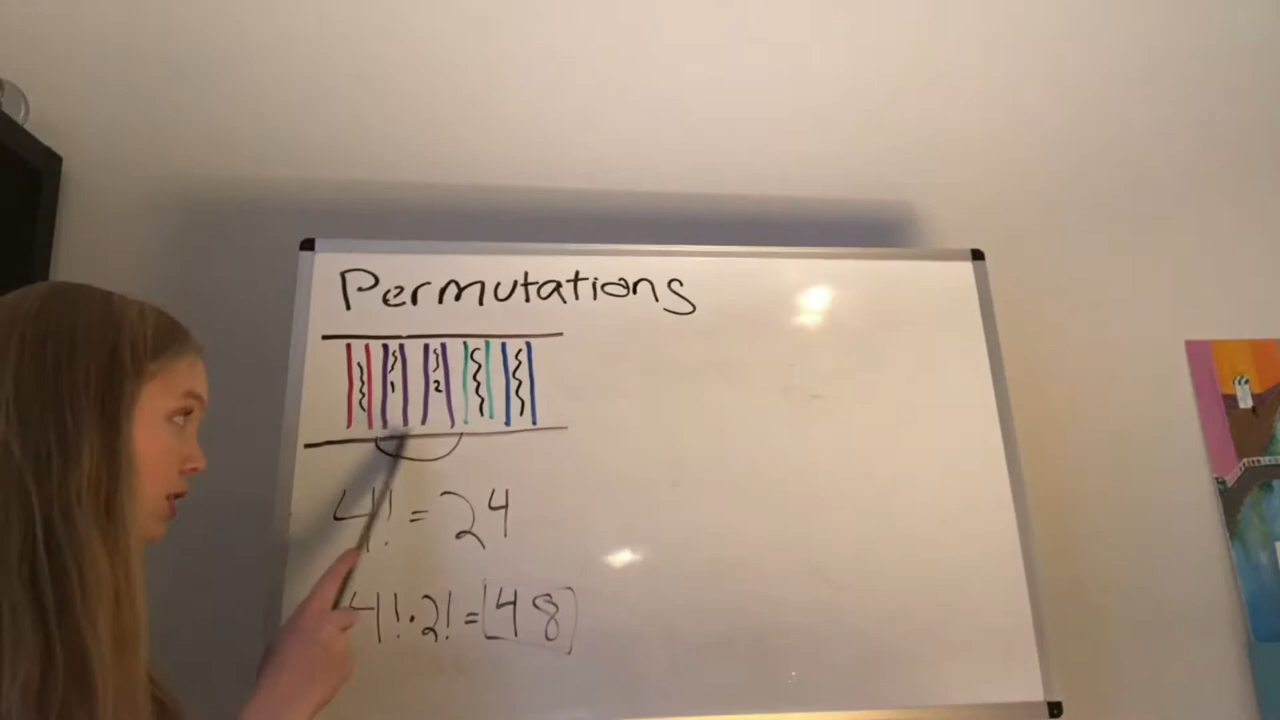 Permutations
1 2
4! = 24
4!·2! = 48